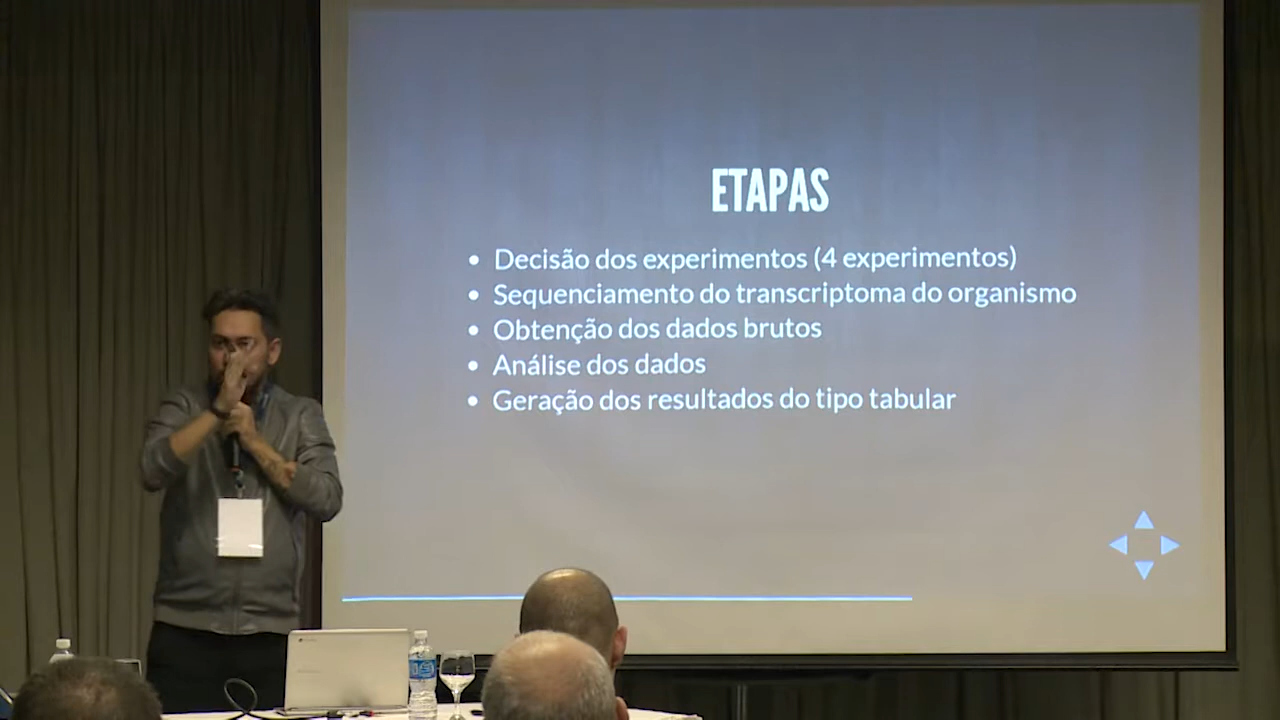 ETAPAS
Decisão dos experimentos (4 experimentos)
Sequenciamento do transcriptoma do organismo
Obtenção dos dados brutos
Análise dos dados
Geração dos resultados do tipo tabular